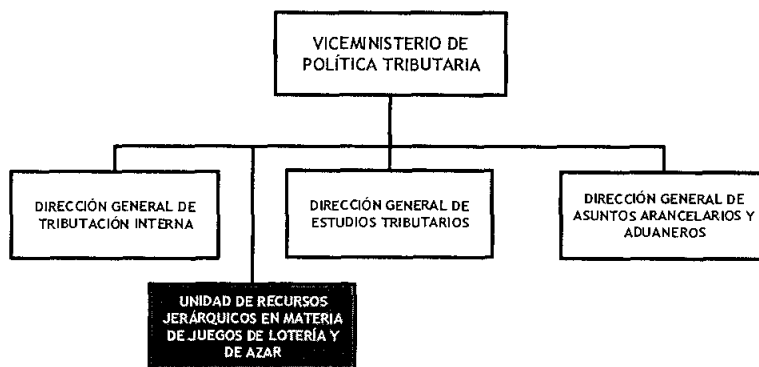 VICEMINISTERIO DE
POLÍTICA TRIBUTARIA
DIRECCIÓN GENERAL DE
TRIBUTACIÓN INTERNA
DIRECCIÓN GENERAL DE
ESTUDIOS TRIBUTARIOS
DIRECCIÓN GENERAL DE
ASUNTOS ARANCELARIOS Y
ADUANEROS
UNIDAD DE RECURSOS
JERÁRQUICOS EN MATERIA
DE JUEGOS DE LOTERÍA Y
DE AZAR